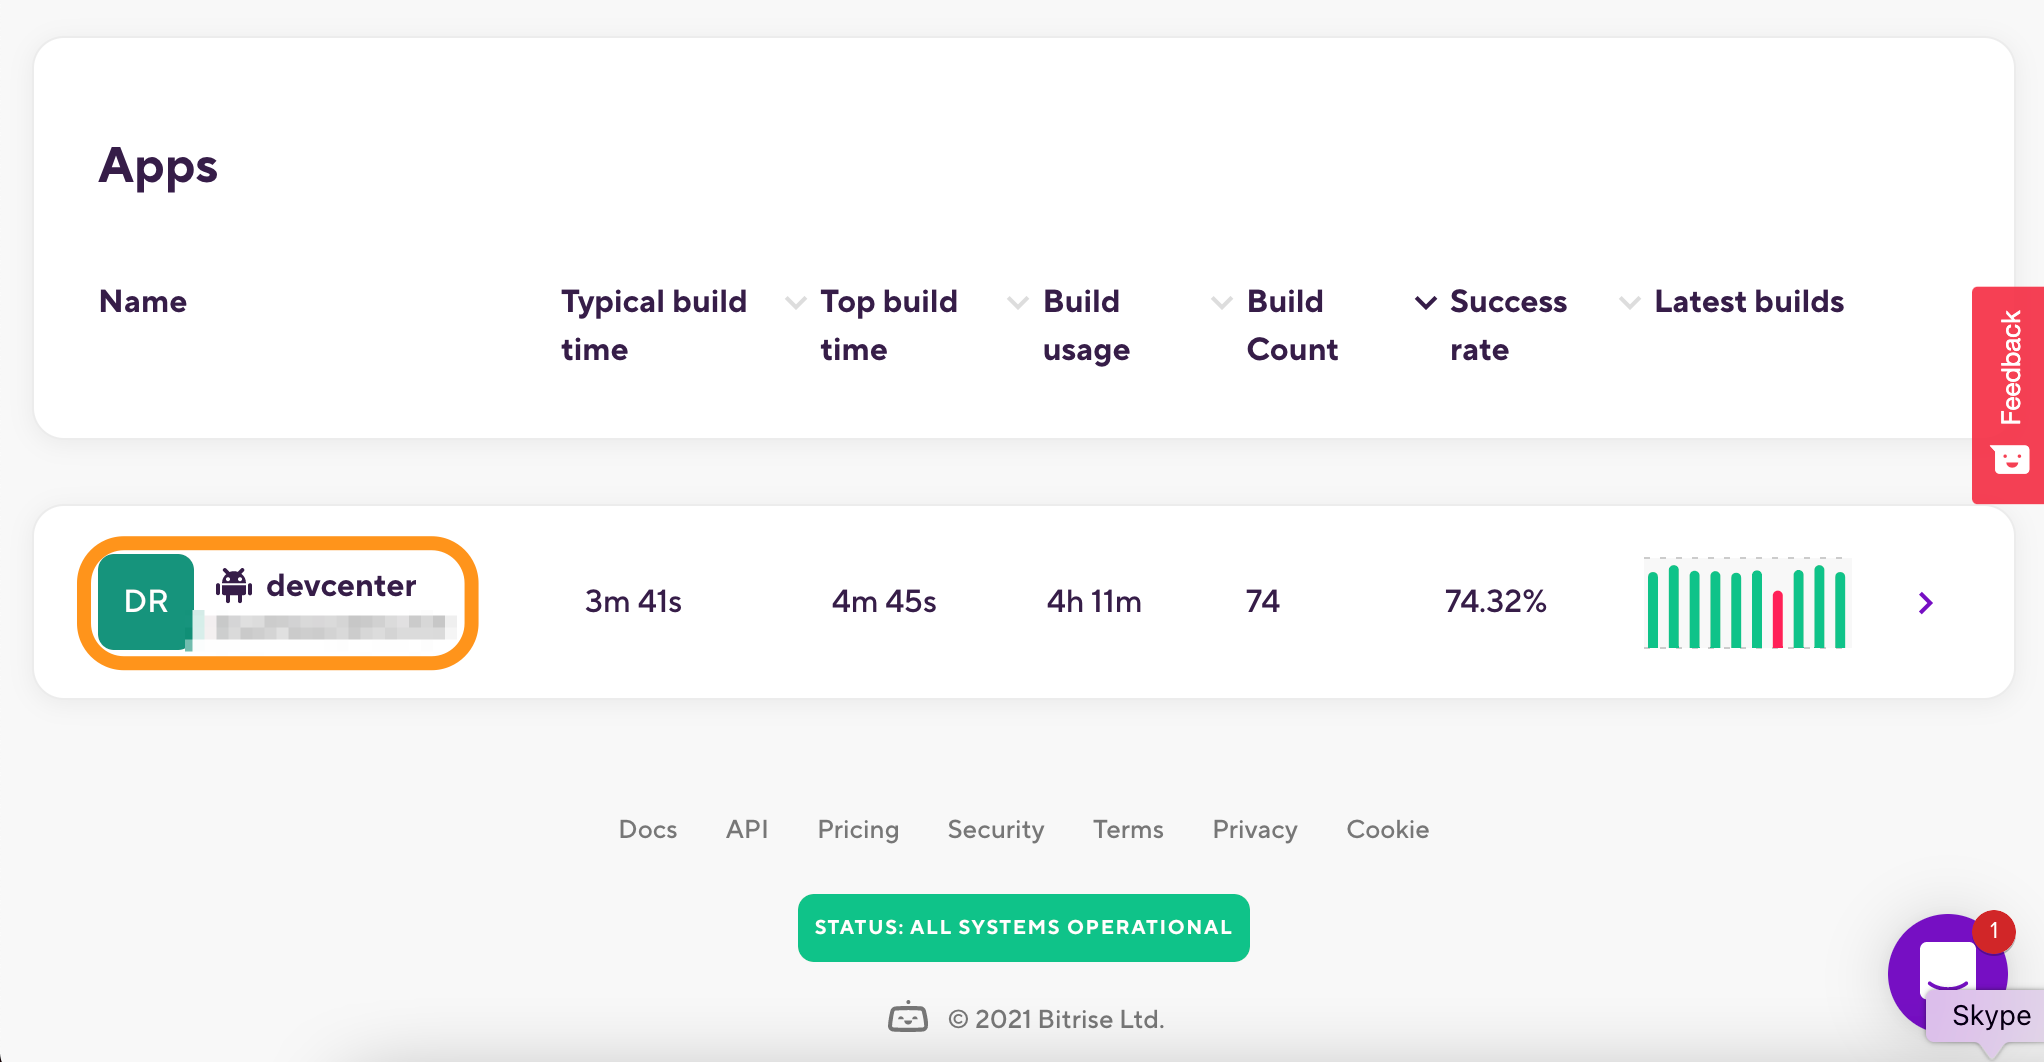 Apps
Name
Typical build time
Top build time
Build usage
Build Count
Success rate
Latest builds
Feedback
DR
devcenter
3m 41s
4m 45s
4h 11m
74
74.32%
Docs API Pricing Security Terms Privacy Cookie
STATUS: ALL SYSTEMS OPERATIONAL
1
Skype
© 2021 Bitrise Ltd.